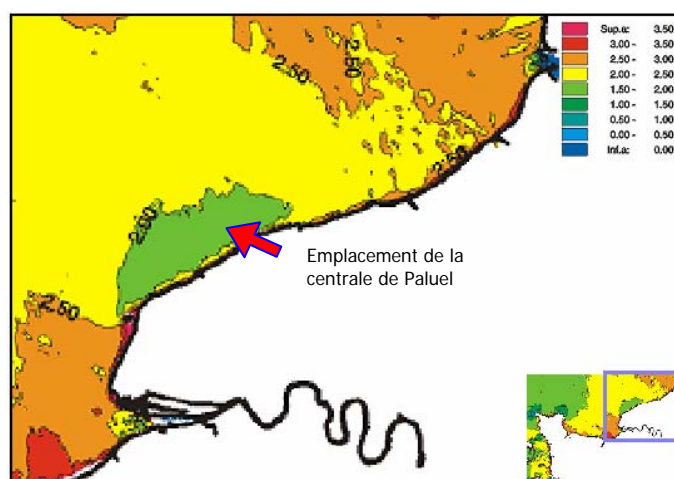 Sup.à: 3.50
3.00 - 3.50
2.50 - 3.00
2.00 - 2.50
1.50 - 2.00
1.00 - 1.50
0.50 - 1.00
0.00 - 0.50
Inf.à: 0.00
2.50
2.50
2.50
2.00
Emplacement de la
centrale de Paluel
2.50